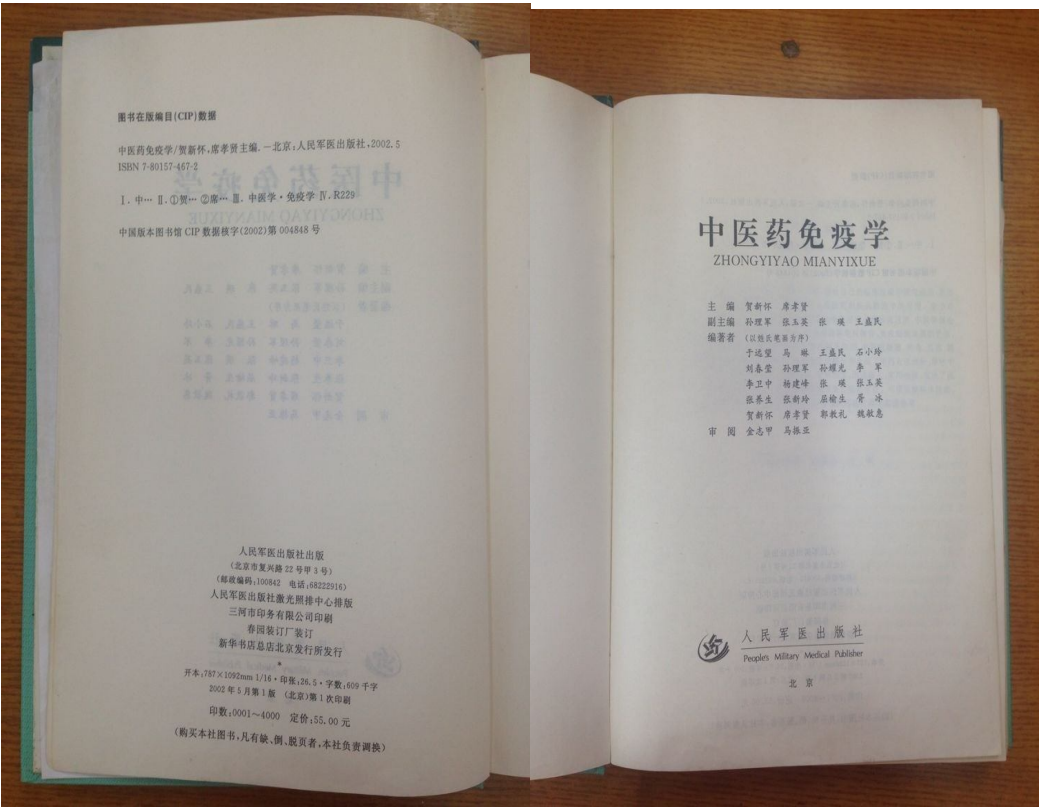 图书在版编目(CIP)数据
中医药免疫学/贺新怀,席孝贤主编.-北京:人民军医出版社,2002.5
ISBN 7-80157-467-2
Ⅰ.中… Ⅱ.①贺… ②席… Ⅲ.中医学·免疫学 Ⅳ.R229
中国版本图书馆CIP数据核字(2002)第004848号
人民军医出版社出版
(北京市复兴路22号甲3号)
(邮政编码:100842 电话:68222916)
人民军医出版社激光照排中心排版
三河市印务有限公司印刷
春园装订厂装订
新华书店总店北京发行所发行
*
开本:787×1092mm 1/16·印张:26.5·字数:609千字
2002年5月第1版 (北京)第1次印刷
印数:0001~4000 定价:55.00元
(购买本社图书,凡有缺、倒、脱页者,本社负责调换)
中医药免疫学
ZHONGYIYAO MIANYIXUE
主编 贺新怀 席孝贤
副主编 孙理军 张玉英 张 瑛 王盛民
编著者 (以姓氏笔画为序)
于远望 马 琳 王盛民 石小玲
刘春莹 孙理军 孙耀光 李 军
李卫中 杨建峰 张 瑛 张玉英
张养生 张新玲 屈榆生 胥 冰
贺新怀 席孝贤 郭教礼 魏敏惠
审阅 金志甲 马振亚
人民军医出版社
People's Military Medical Publisher
北京